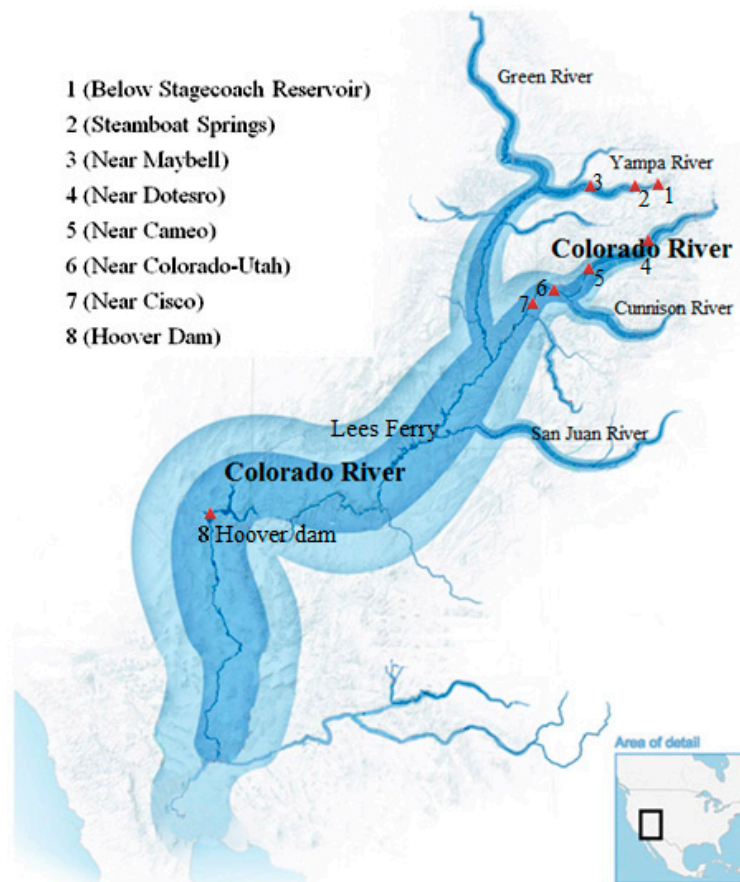 1 (Below Stagecoach Reservoir)
2 (Steamboat Springs)
3 (Near Maybell)
4 (Near Dotesro)
5 (Near Cameo)
6 (Near Colorado-Utah)
7 (Near Cisco)
8 (Hoover Dam)
Green River
Yampa River
3
2
1
Colorado River
4
5
6
7
Cunnison River
Lees Ferry
San Juan River
Colorado River
8 Hoover dam
Area of detail